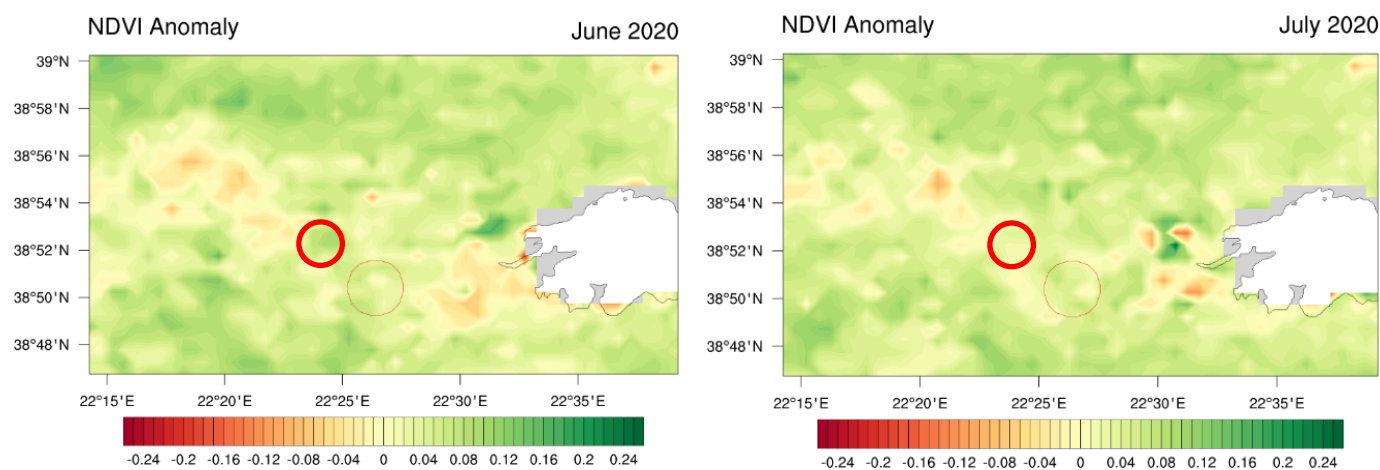 NDVI Anomaly
June 2020
39°N
38°58'N
38°56'N
38°54'N
38°52'N
38°50'N
38°48'N
22°15'E
22°20'E
22°25'E
22°30'E
22°35'E
-0.24 -0.2 -0.16 -0.12 -0.08 -0.04 0 0.04 0.08 0.12 0.16 0.2 0.24
NDVI Anomaly
July 2020
39°N
38°58'N
38°56'N
38°54'N
38°52'N
38°50'N
38°48'N
22°15'E
22°20'E
22°25'E
22°30'E
22°35'E
-0.24 -0.2 -0.16 -0.12 -0.08 -0.04 0 0.04 0.08 0.12 0.16 0.2 0.24